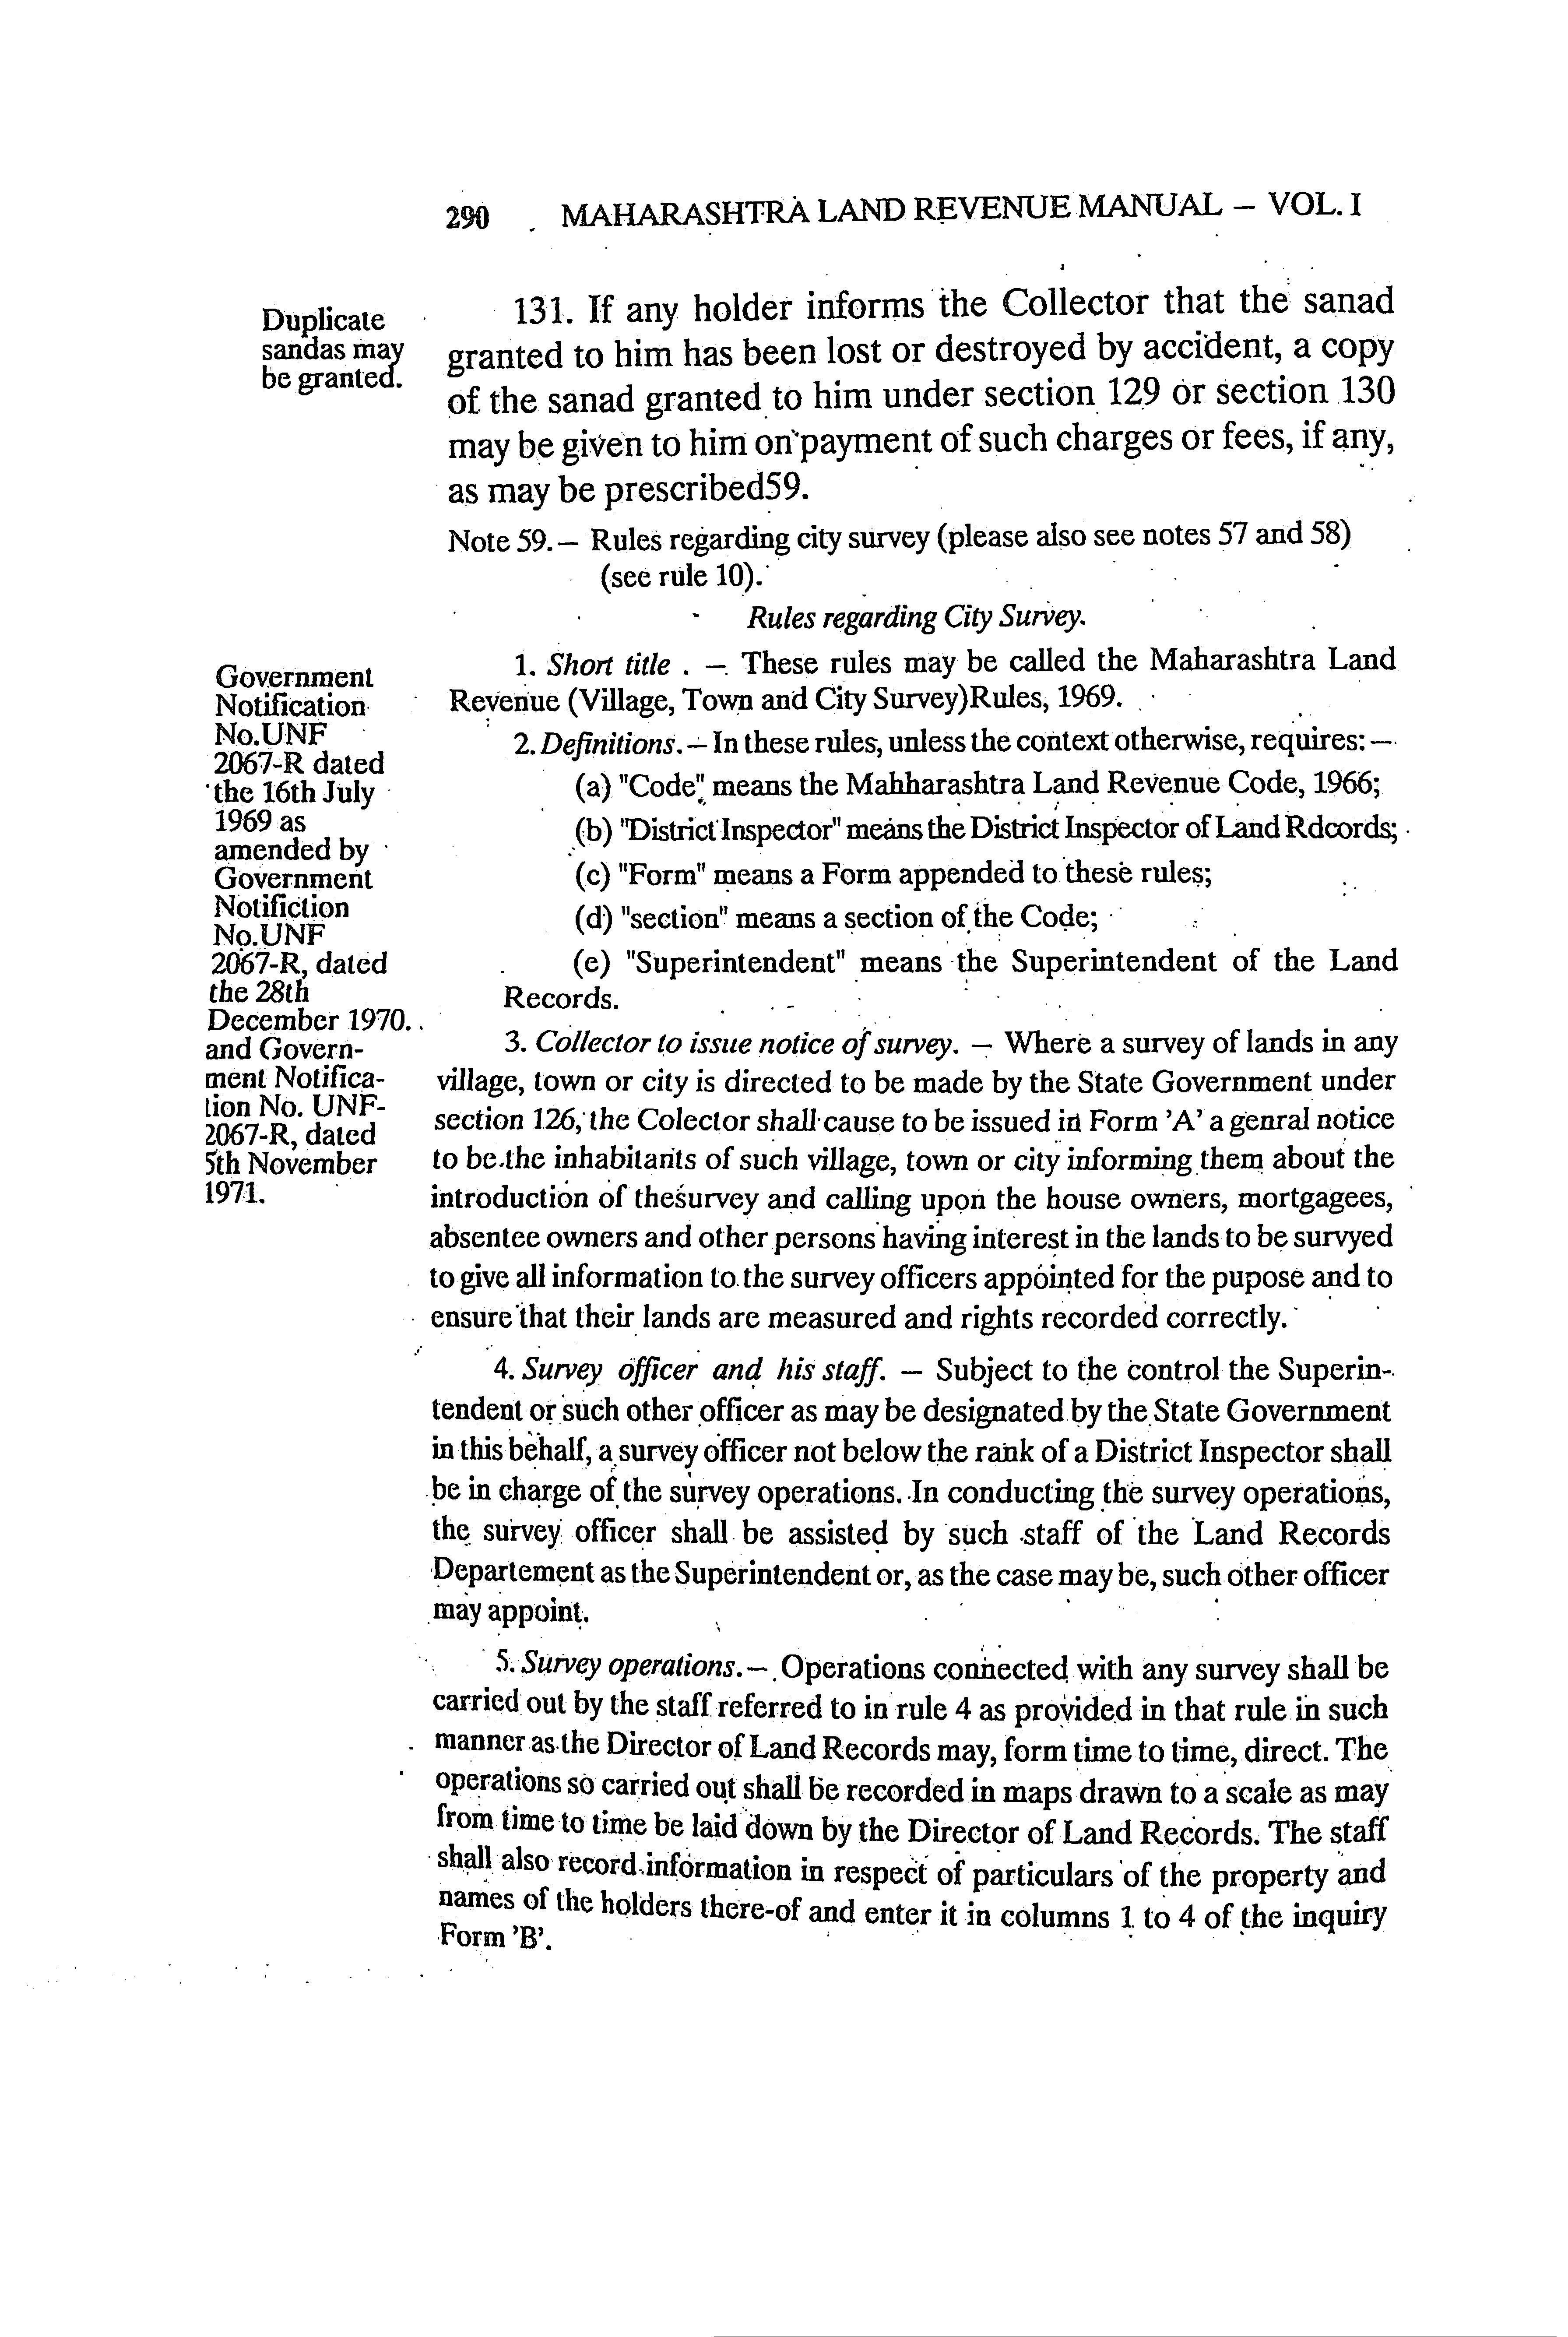 290 MAHARASHTRA LAND REVENUE MANUAL – VOL. I
Duplicate
sandas may
be granted.
131. If any holder informs the Collector that the sanad
granted to him has been lost or destroyed by accident, a copy
of the sanad granted to him under section 129 or section 130
may be given to him on payment of such charges or fees, if any,
as may be prescribed59.
Note 59. – Rules regarding city survey (please also see notes 57 and 58)
(see rule 10).
Rules regarding City Survey.
Government
Notification
No.UNF
2067-R dated
the 16th July
1969 as
amended by
Government
Notifiction
No.UNF
2067-R, dated
the 28th
December 1970.
and Govern-
ment Notifica-
tion No. UNF-
2067-R, dated
5th November
1971.
1. Short title . – These rules may be called the Maharashtra Land
Revenue (Village, Town and City Survey)Rules, 1969.
2. Definitions. – In these rules, unless the context otherwise, requires: –
(a) "Code" means the Mahharashtra Land Revenue Code, 1966;
(b) "District Inspector" means the District Inspector of Land Rdcords;
(c) "Form" means a Form appended to these rules;
(d) "section" means a section of the Code;
(e) "Superintendent" means the Superintendent of the Land
Records.
3. Collector to issue notice of survey. – Where a survey of lands in any
village, town or city is directed to be made by the State Government under
section 126, the Colector shall cause to be issued in Form 'A' a genral notice
to be the inhabitants of such village, town or city informing them about the
introduction of thesurvey and calling upon the house owners, mortgagees,
absentee owners and other persons having interest in the lands to be survyed
to give all information to the survey officers appointed for the pupose and to
ensure that their lands are measured and rights recorded correctly.
4. Survey officer and his staff. – Subject to the control the Superin-
tendent or such other officer as may be designated by the State Government
in this behalf, a survey officer not below the rank of a District Inspector shall
be in charge of the survey operations. In conducting the survey operations,
the survey officer shall be assisted by such staff of the Land Records
Departement as the Superintendent or, as the case may be, such other officer
may appoint.
5. Survey operations. – Operations connected with any survey shall be
carried out by the staff referred to in rule 4 as provided in that rule in such
manner as the Director of Land Records may, form time to time, direct. The
operations so carried out shall be recorded in maps drawn to a scale as may
from time to time be laid down by the Director of Land Records. The staff
shall also record information in respect of particulars of the property and
names of the holders there-of and enter it in columns 1 to 4 of the inquiry
Form 'B'.